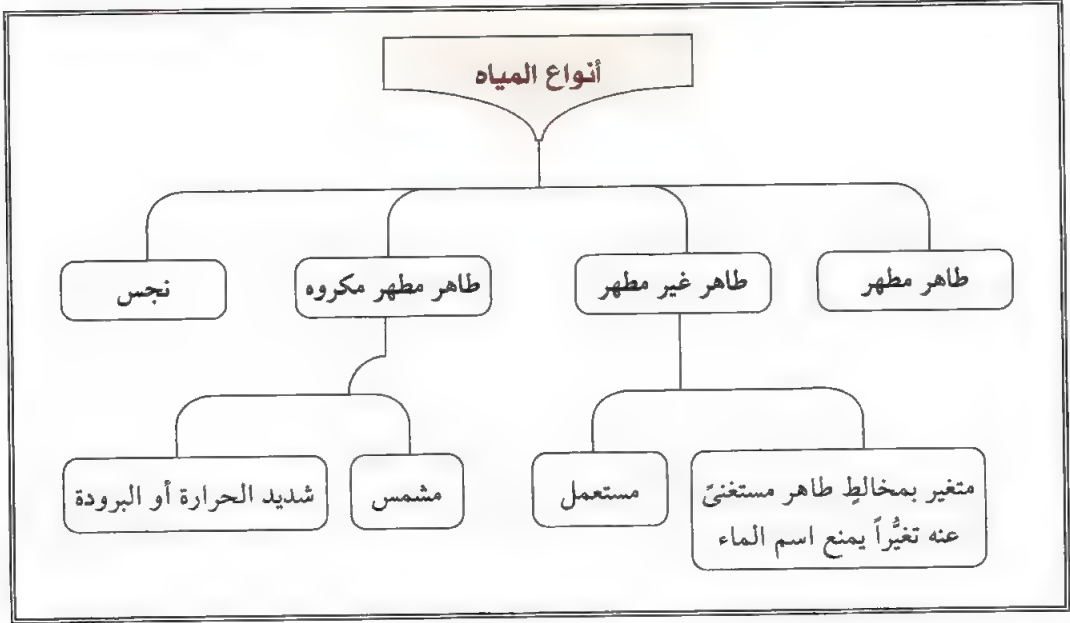 أنواع المياه
طاهر مطهر
طاهر غير مطهر
طاهر مطهر مكروه
نجس
متغير بمخالطٍ طاهر مستغنىً
عنه تغيُّراً يمنع اسم الماء
مستعمل
مشمس
شديد الحرارة أو البرودة